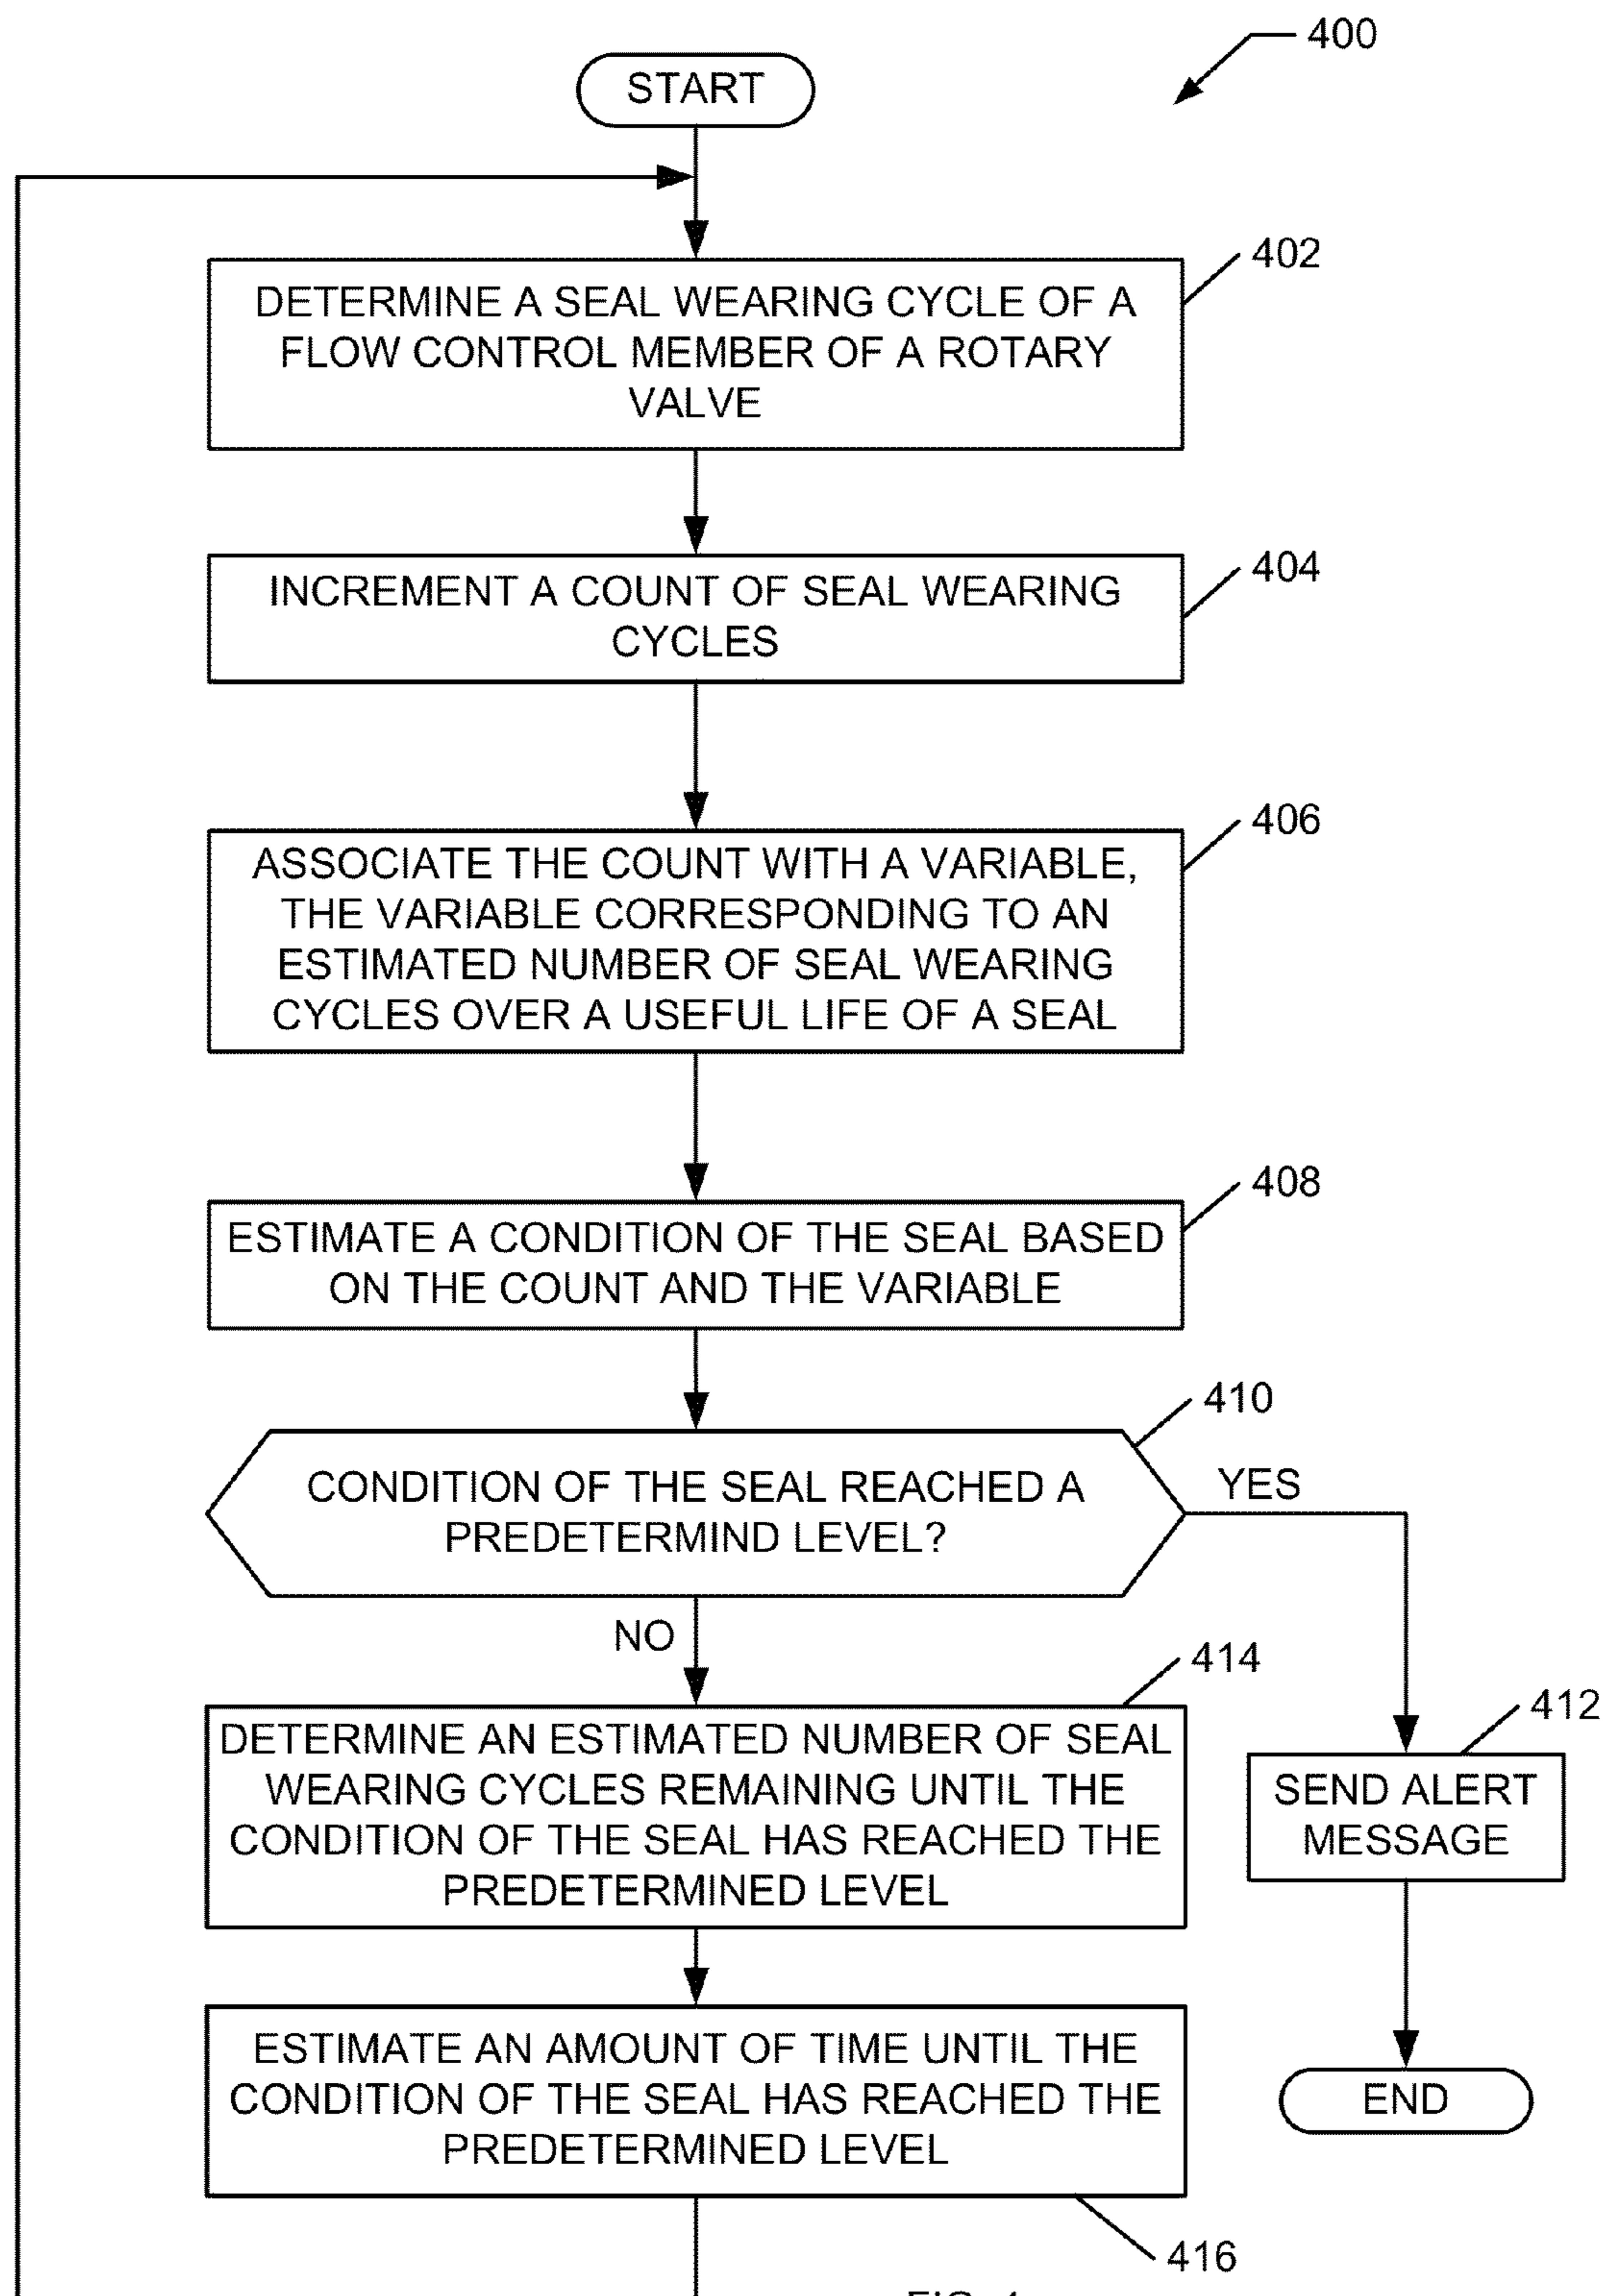 400
START
402
DETERMINE A SEAL WEARING CYCLE OF A
FLOW CONTROL MEMBER OF A ROTARY
VALVE
404
INCREMENT A COUNT OF SEAL WEARING
CYCLES
406
ASSOCIATE THE COUNT WITH A VARIABLE,
THE VARIABLE CORRESPONDING TO AN
ESTIMATED NUMBER OF SEAL WEARING
CYCLES OVER A USEFUL LIFE OF A SEAL
408
ESTIMATE A CONDITION OF THE SEAL BASED
ON THE COUNT AND THE VARIABLE
410
CONDITION OF THE SEAL REACHED A
PREDETERMIND LEVEL?
YES
NO
414
DETERMINE AN ESTIMATED NUMBER OF SEAL
WEARING CYCLES REMAINING UNTIL THE
CONDITION OF THE SEAL HAS REACHED THE
PREDETERMINED LEVEL
412
SEND ALERT
MESSAGE
ESTIMATE AN AMOUNT OF TIME UNTIL THE
CONDITION OF THE SEAL HAS REACHED THE
PREDETERMINED LEVEL
END
416